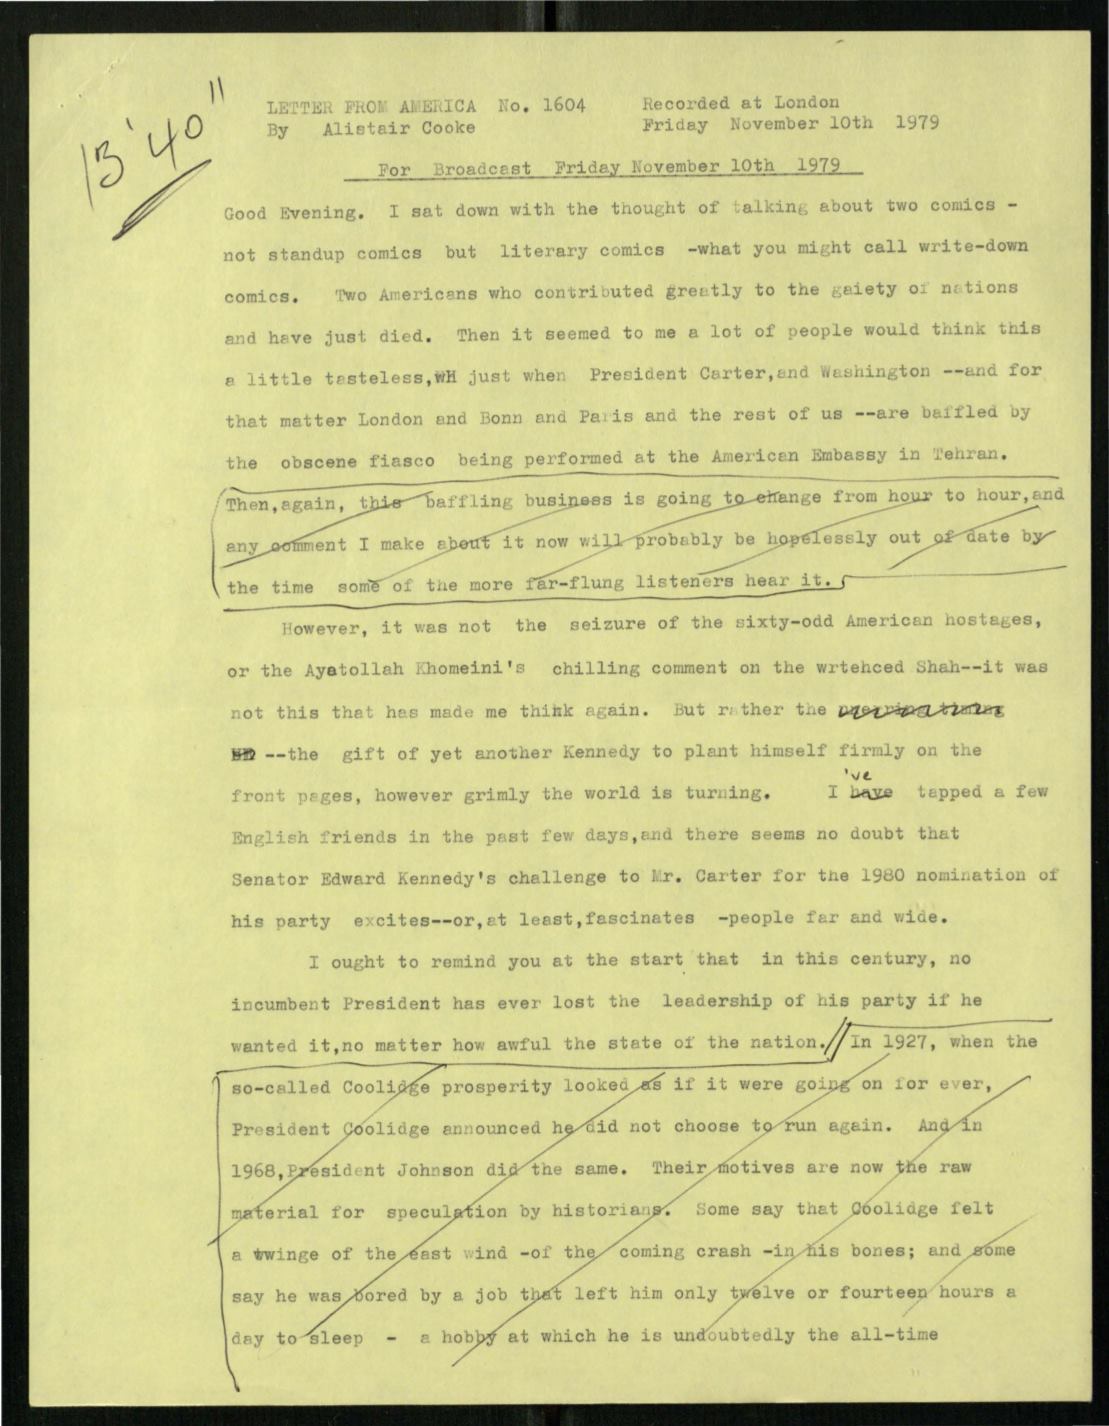 13' 40"
LETTER FROM AMERICA No. 1604 Recorded at London
By Alistair Cooke Friday November 10th 1979
For Broadcast Friday November 10th 1979
Good Evening. I sat down with the thought of talking about two comics -
not standup comics but literary comics -what you might call write-down
comics. Two Americans who contributed greatly to the gaiety of nations
and have just died. Then it seemed to me a lot of people would think this
a little tasteless,WH just when President Carter,and Washington --and for
that matter London and Bonn and Paris and the rest of us --are baffled by
the obscene fiasco being performed at the American Embassy in Tehran.
Then,again, this baffling business is going to change from hour to hour,and
any comment I make about it now will probably be hopelessly out of date by
the time some of the more far-flung listeners hear it.
However, it was not the seizure of the sixty-odd American hostages,
or the Ayatollah Khomeini's chilling comment on the wrtehced Shah--it was
not this that has made me think again. But rather the
--the gift of yet another Kennedy to plant himself firmly on the
front pages, however grimly the world is turning. I have 've tapped a few
English friends in the past few days,and there seems no doubt that
Senator Edward Kennedy's challenge to Mr. Carter for the 1980 nomination of
his party excites--or,at least,fascinates -people far and wide.
I ought to remind you at the start that in this century, no
incumbent President has ever lost the leadership of his party if he
wanted it,no matter how awful the state of the nation.// In 1927, when the
so-called Coolidge prosperity looked as if it were going on for ever,
President Coolidge announced he did not choose to run again. And in
1968,President Johnson did the same. Their motives are now the raw
material for speculation by historians. Some say that Coolidge felt
a twinge of the east wind -of the coming crash -in his bones; and some
say he was bored by a job that left him only twelve or fourteen hours a
day to sleep - a hobby at which he is undoubtedly the all-time